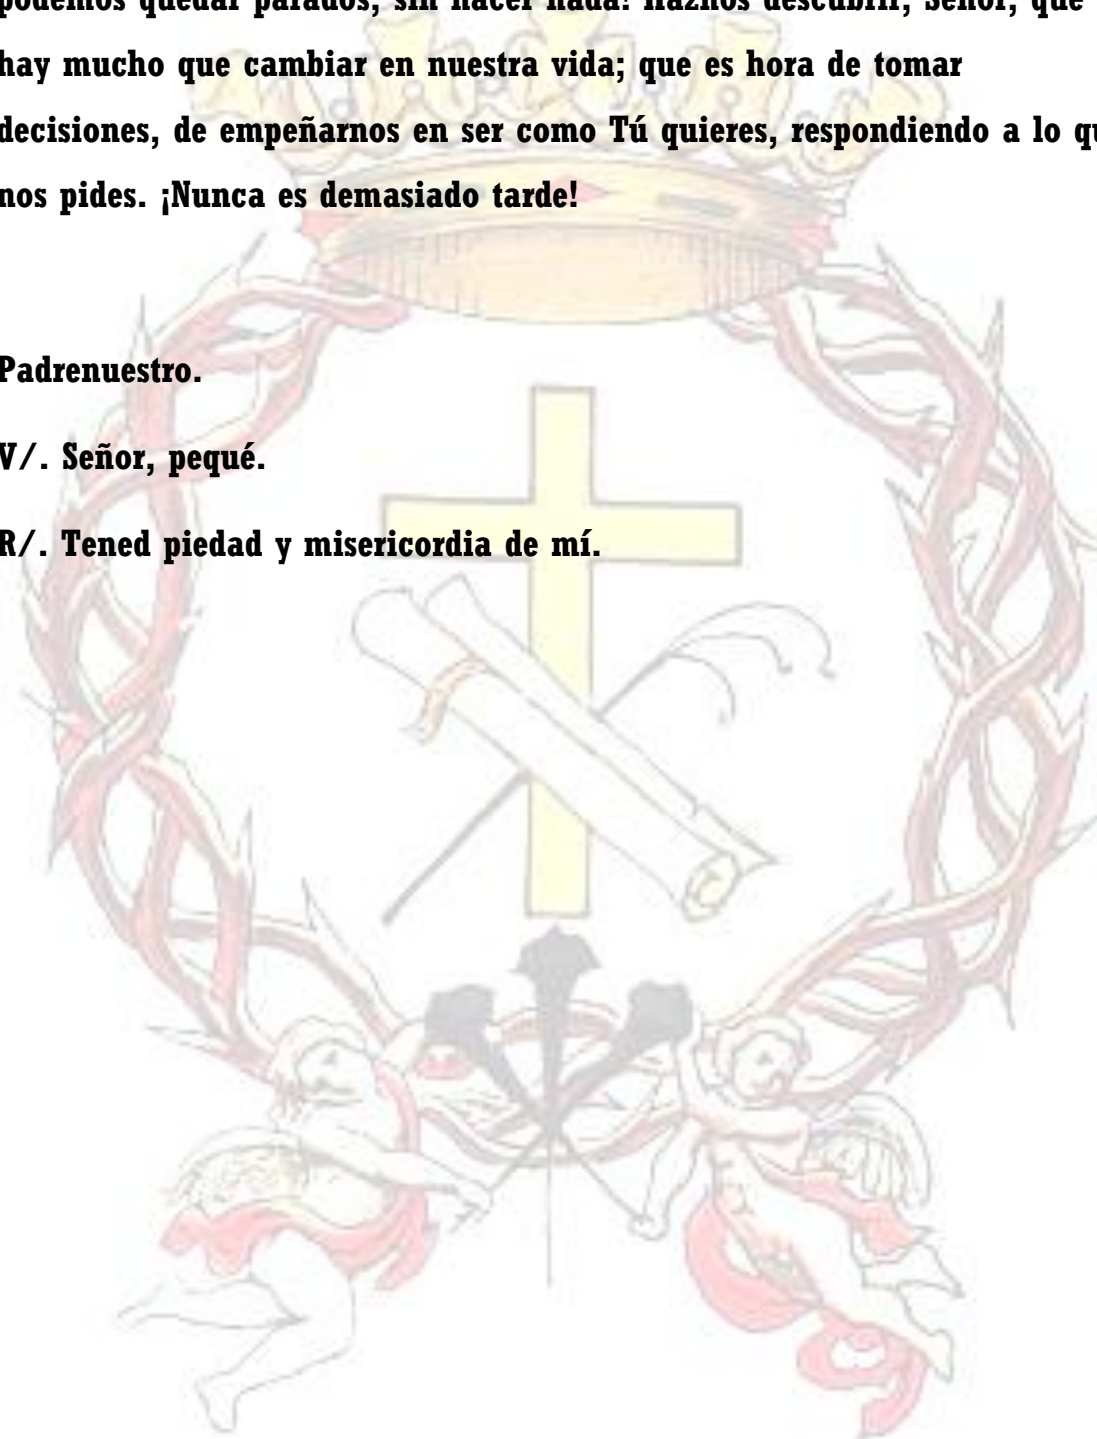 podemos quedar parados, sin hacer nada! Haznos descubrir, Señor, que
hay mucho que cambiar en nuestra vida; que es hora de tomar
decisiones, de empeñarnos en ser como Tú quieres, respondiendo a lo qu
nos pides. ¡Nunca es demasiado tarde!
Padrenuestro.
V/. Señor, pequé.
R/. Tened piedad y misericordia de mí.